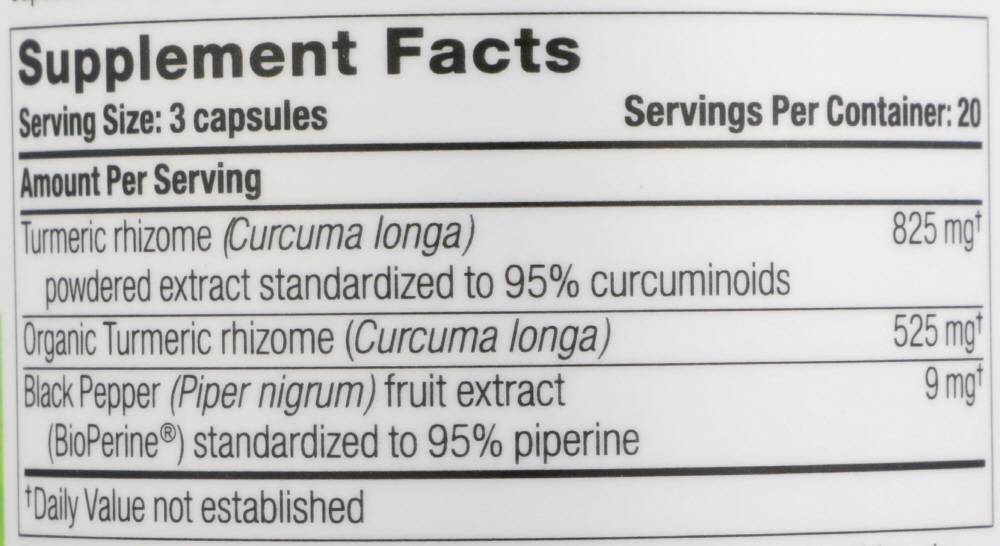 Supplement Facts
Serving Size: 3 capsules Servings Per Container: 20
Amount Per Serving
Turmeric rhizome (Curcuma longa) 825 mg†
powdered extract standardized to 95% curcuminoids
Organic Turmeric rhizome (Curcuma longa) 525 mg†
Black Pepper (Piper nigrum) fruit extract 9 mg†
(BioPerine®) standardized to 95% piperine
†Daily Value not established